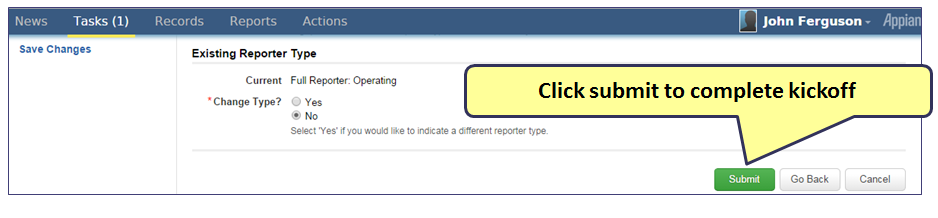 News Tasks (1) Records Reports Actions John Ferguson Appian
Save Changes
Existing Reporter Type
Current Full Reporter: Operating
*Change Type? Yes
No
Select 'Yes' if you would like to indicate a different reporter type.
Click submit to complete kickoff
Submit Go Back Cancel